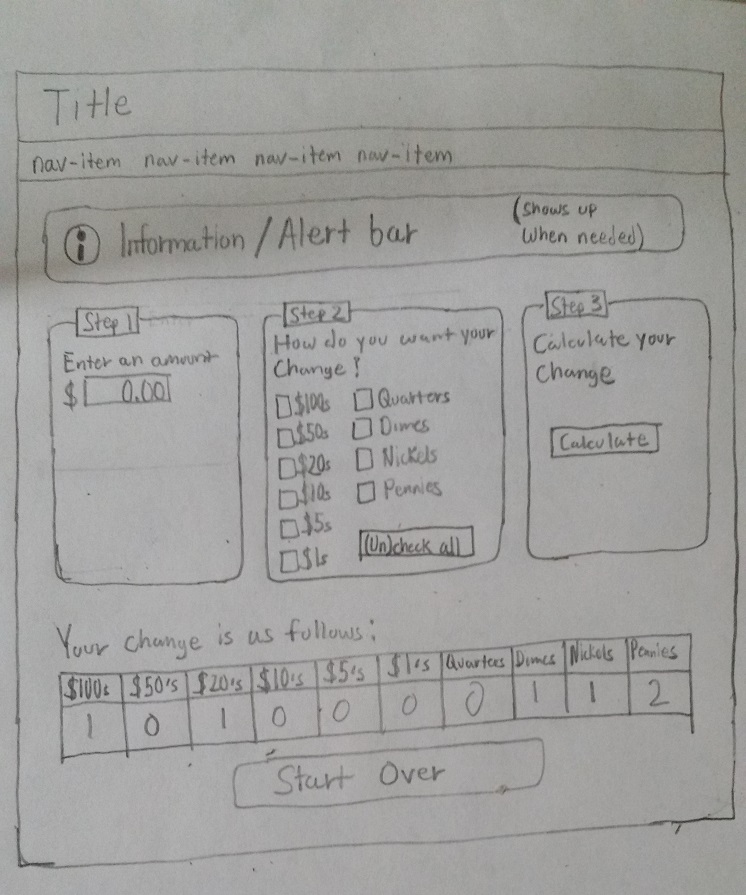 Title
nav-item nav-item nav-item nav-item
i Information / Alert bar
(shows up
when needed)
Step 1
Enter an amount
$ 0.00
Step 2
How do you want your
Change?
$100s
$50s
$20s
$10s
$5s
$1s
Quarters
Dimes
Nickels
Pennies
(Un)check all
Step 3
Calculate your
Change
Calculate
Your change is as follows:
$100s $50's $20's $10's $5's $1's Quarters Dimes Nickels Pennies
1 0 1 0 0 0 0 1 1 2
Start Over